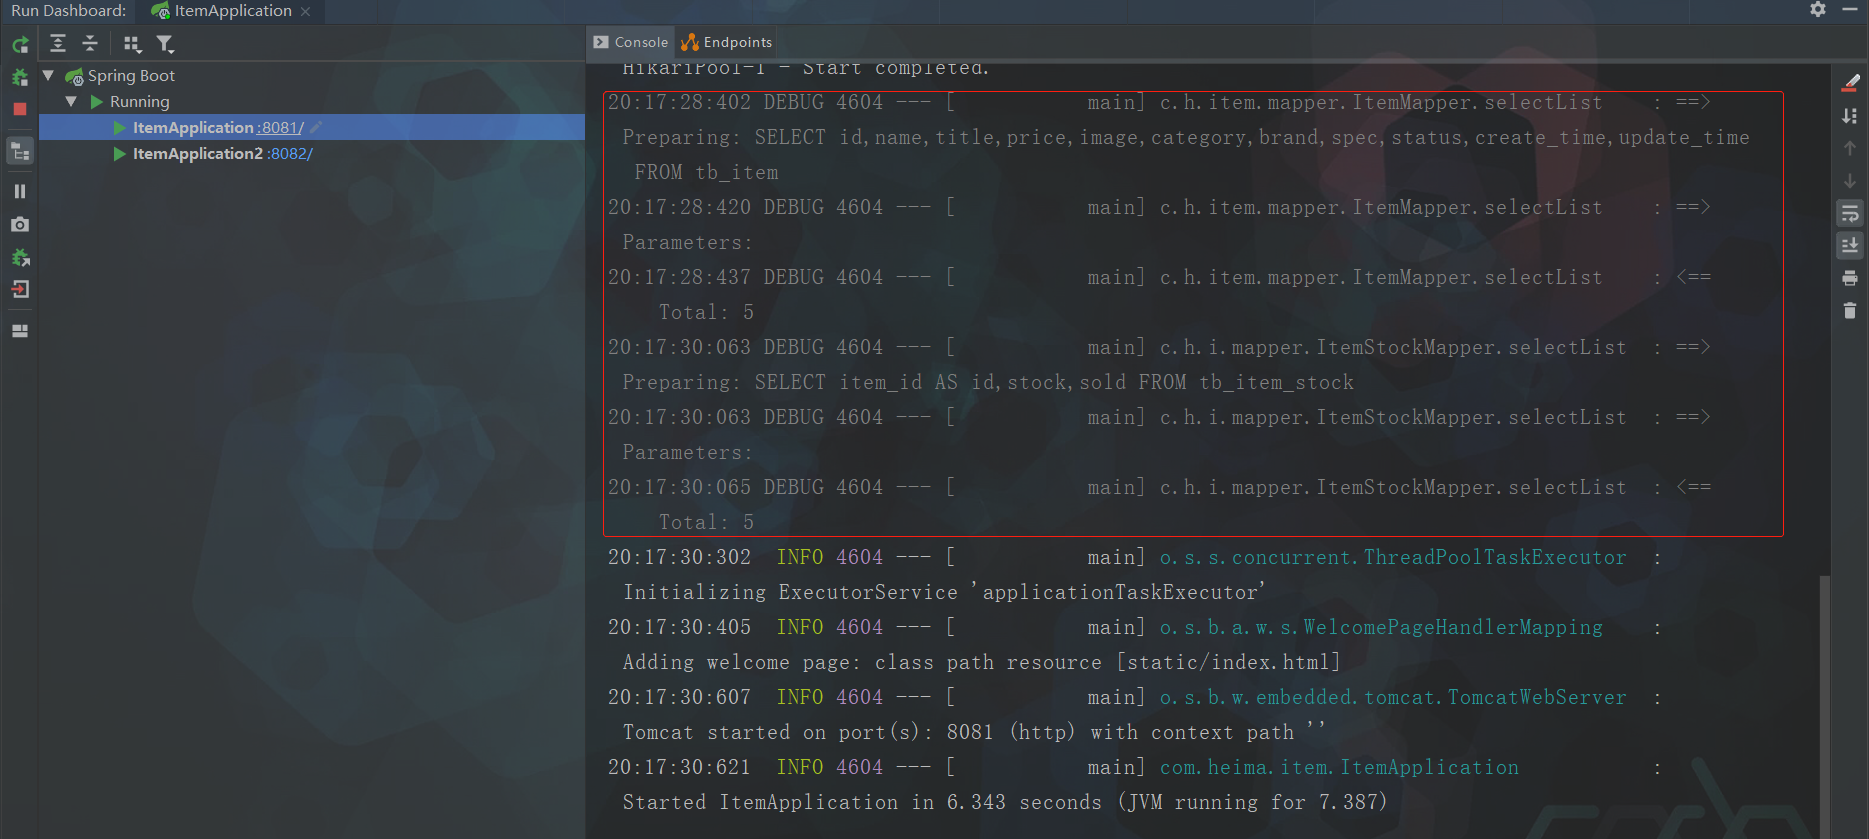 Run Dashboard: ItemApplication
Console Endpoints
Spring Boot
Running
ItemApplication :8081/
ItemApplication2 :8082/
HikariPool-1 - Start completed.
20:17:28:402 DEBUG 4604 --- [ main] c.h.item.mapper.ItemMapper.selectList : ==>
Preparing: SELECT id,name,title,price,image,category,brand,spec,status,create_time,update_time
FROM tb_item
20:17:28:420 DEBUG 4604 --- [ main] c.h.item.mapper.ItemMapper.selectList : ==>
Parameters:
20:17:28:437 DEBUG 4604 --- [ main] c.h.item.mapper.ItemMapper.selectList : <==
Total: 5
20:17:30:063 DEBUG 4604 --- [ main] c.h.i.mapper.ItemStockMapper.selectList : ==>
Preparing: SELECT item_id AS id,stock,sold FROM tb_item_stock
20:17:30:063 DEBUG 4604 --- [ main] c.h.i.mapper.ItemStockMapper.selectList : ==>
Parameters:
20:17:30:065 DEBUG 4604 --- [ main] c.h.i.mapper.ItemStockMapper.selectList : <==
Total: 5
20:17:30:302 INFO 4604 --- [ main] o.s.s.concurrent.ThreadPoolTaskExecutor :
Initializing ExecutorService 'applicationTaskExecutor'
20:17:30:405 INFO 4604 --- [ main] o.s.b.a.w.s.WelcomePageHandlerMapping :
Adding welcome page: class path resource [static/index.html]
20:17:30:607 INFO 4604 --- [ main] o.s.b.w.embedded.tomcat.TomcatWebServer :
Tomcat started on port(s): 8081 (http) with context path ''
20:17:30:621 INFO 4604 --- [ main] com.heima.item.ItemApplication :
Started ItemApplication in 6.343 seconds (JVM running for 7.387)